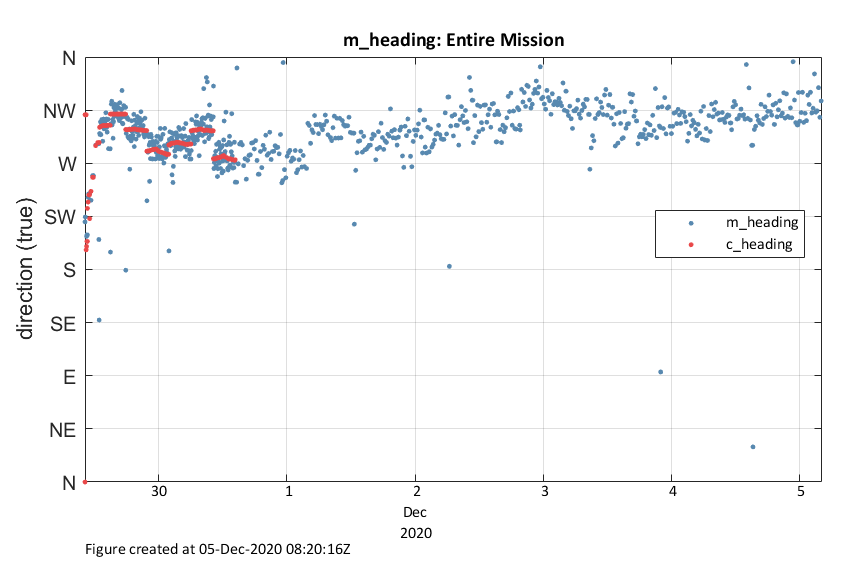 m_heading: Entire Mission
direction (true)
N
NW
W
SW
S
SE
E
NE
N
m_heading
c_heading
30 1 2 3 4 5
Dec
2020
Figure created at 05-Dec-2020 08:20:16Z